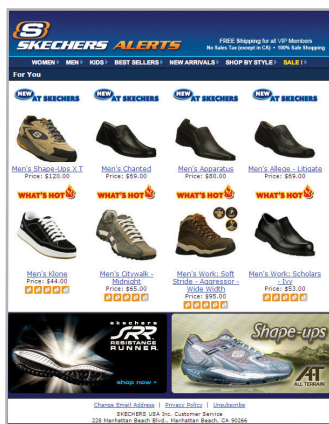 S
SKECHERS ALERTS
FREE Shipping for all VIP Members
No Sales Tax (except in CA) • 100% Safe Shopping
WOMEN MEN KIDS BEST SELLERS NEW ARRIVALS SHOP BY STYLE SALE !
For You
NEW AT SKECHERS NEW AT SKECHERS NEW AT SKECHERS NEW AT SKECHERS
Men's Shape-Ups X T Men's Chanted Men's Apparatus Men's Allege - Litigate
Price: $120.00 Price: $69.00 Price: $80.00 Price: $69.00
WHAT'S HOT WHAT'S HOT WHAT'S HOT WHAT'S HOT
Men's Klone
Price: $44.00
Men's Citywalk -
Midnight
Price: $65.00
Men's Work: Soft
Stride - Aggressor -
Wide Width
Price: $95.00
Men's Work: Scholars
- Ivy
Price: $53.00
skechers
SRR
RESISTANCE
RUNNER
shop now
Shape-ups
A/T
ALL TERRAIN
Change Email Address | Privacy Policy | Unsubscribe
SKECHERS USA Inc. Customer Service
228 Manhattan Beach Blvd., Manhattan Beach, CA 90266